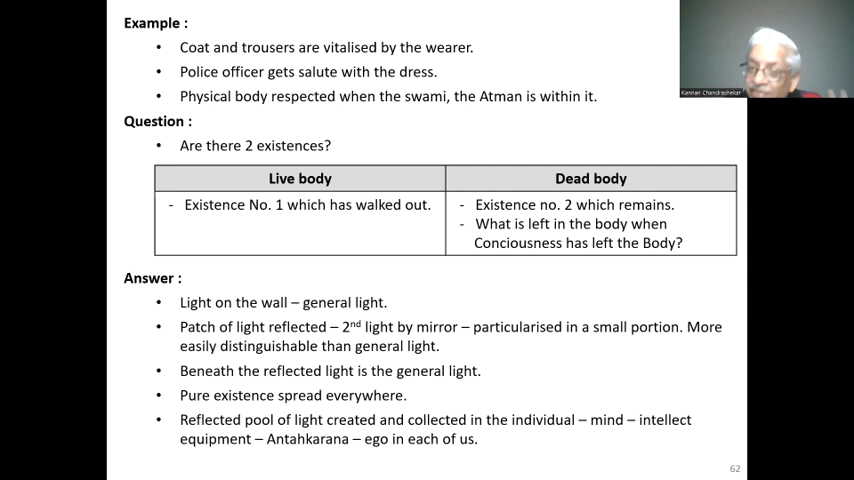 Example :
• Coat and trousers are vitalised by the wearer.
• Police officer gets salute with the dress.
• Physical body respected when the swami, the Atman is within it.
Question :
• Are there 2 existences?
Live body
Dead body
- Existence No. 1 which has walked out.
- Existence no. 2 which remains.
- What is left in the body when
Conciousness has left the Body?
Answer :
• Light on the wall – general light.
• Patch of light reflected – 2nd light by mirror – particularised in a small portion. More
easily distinguishable than general light.
• Beneath the reflected light is the general light.
• Pure existence spread everywhere.
• Reflected pool of light created and collected in the individual – mind – intellect
equipment – Antahkarana – ego in each of us.
62
Kannan Chandrashekar